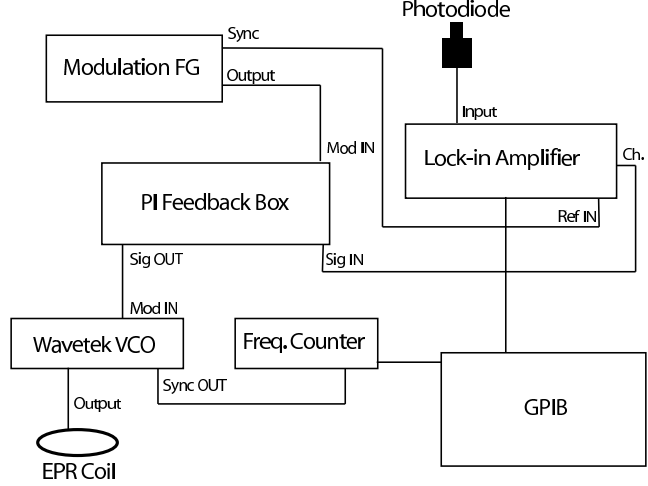 Photodiode
Sync
Modulation FG
Output
Input
Mod IN
Lock-in Amplifier
Ch.
PI Feedback Box
Ref IN
Sig OUT
Sig IN
Mod IN
Wavetek VCO
Freq. Counter
Sync OUT
Output
GPIB
EPR Coil